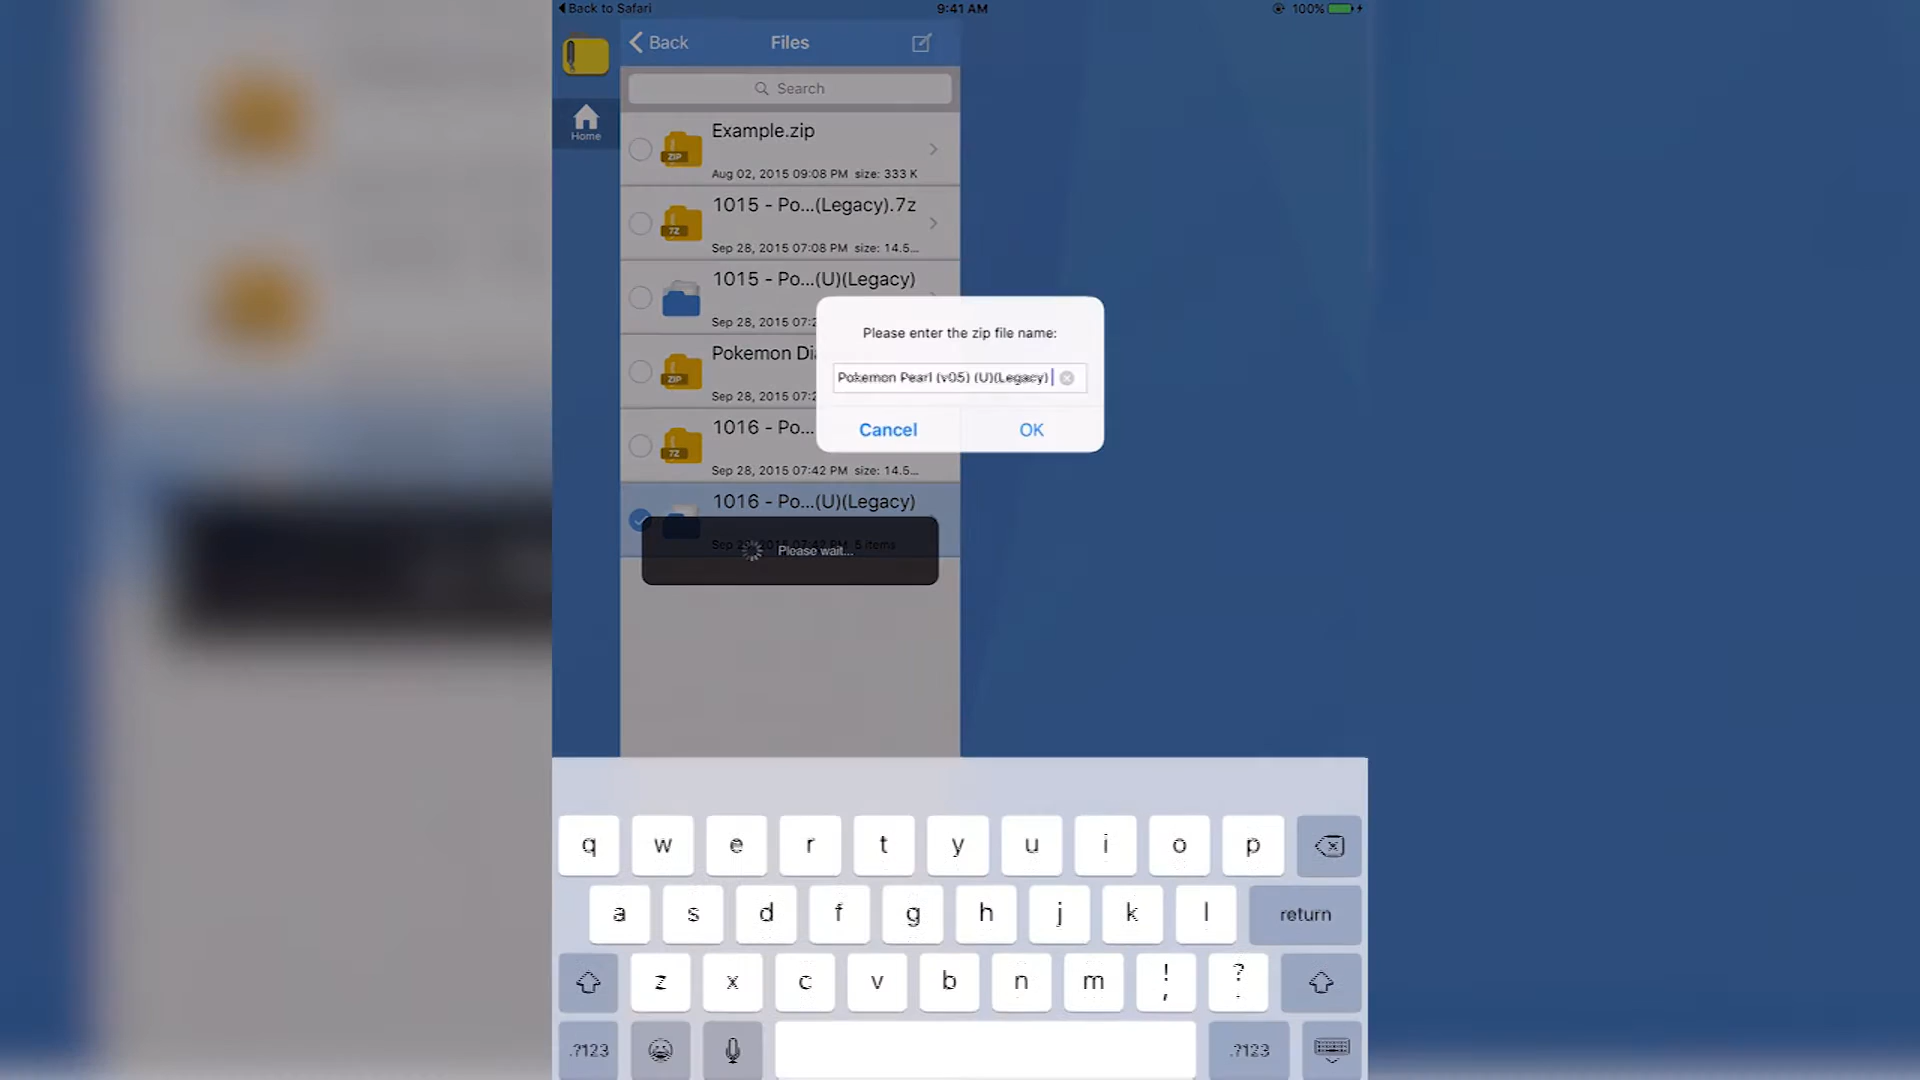 Back to Safari
9:41 AM
100%
Back
Files
Search
Home
Example.zip
ZIP
Aug 02, 2015 09:08 PM size: 333 K
1015 - Po...(Legacy).7z
7Z
Sep 28, 2015 07:08 PM size: 14.5...
1015 - Po...(U)(Legacy)
Sep 28, 2015 07:2
Pokemon Di
ZIP
Sep 28, 2015 07:2
1016 - Po...
7Z
Sep 28, 2015 07:42 PM size: 14.5...
1016 - Po...(U)(Legacy)
5 items
Please wait...
Please enter the zip file name:
Pokemon Pearl (v05) (U)(Legacy)
Cancel
OK
q w e r t y u i o p
a s d f g h j k l return
z x c v b n m ! , ? .
.?123 .?123